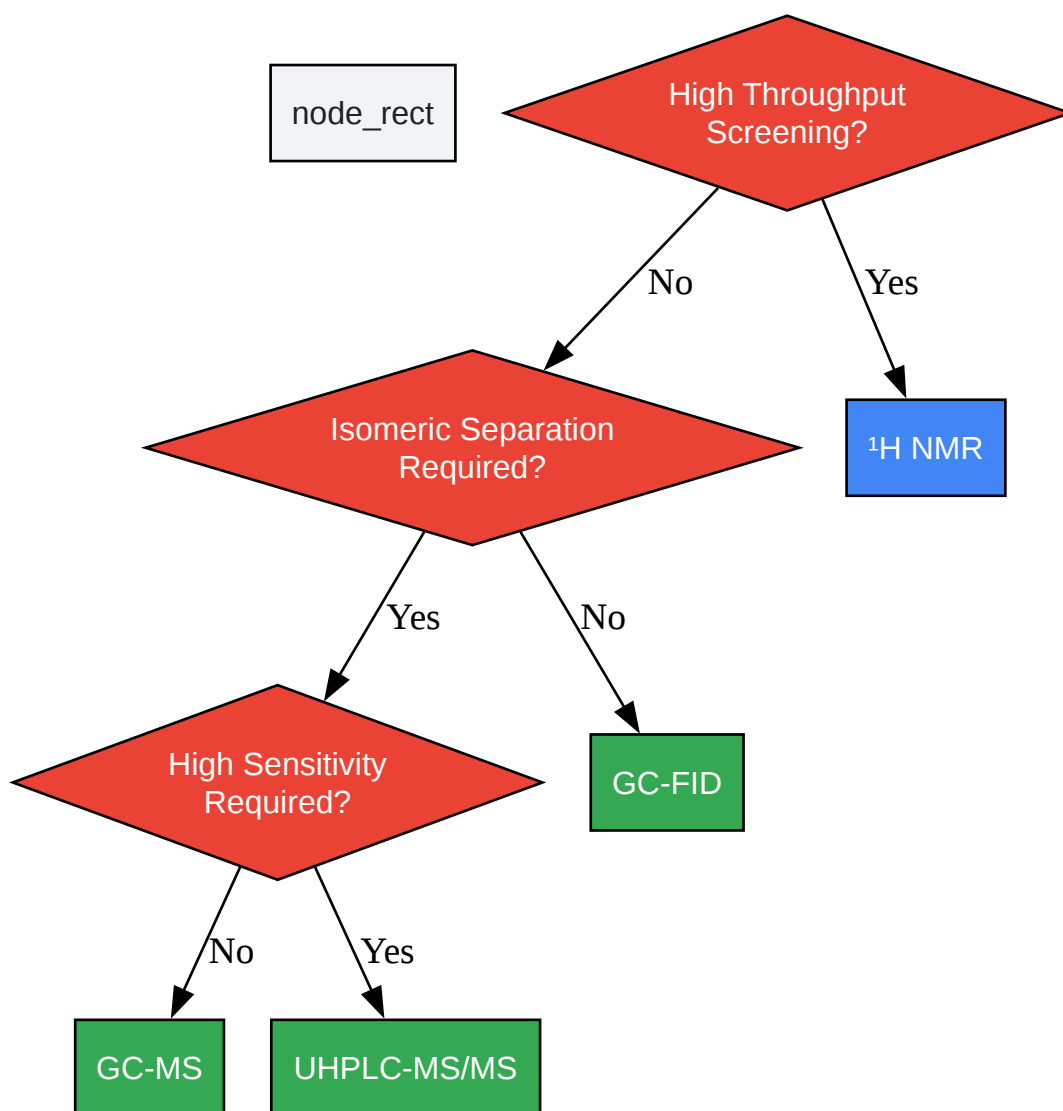 node_rect
High Throughput
Screening?
No
Yes
Isomeric Separation
Required?
¹H NMR
Yes
No
High Sensitivity
Required?
GC-FID
No
Yes
GC-MS
UHPLC-MS/MS